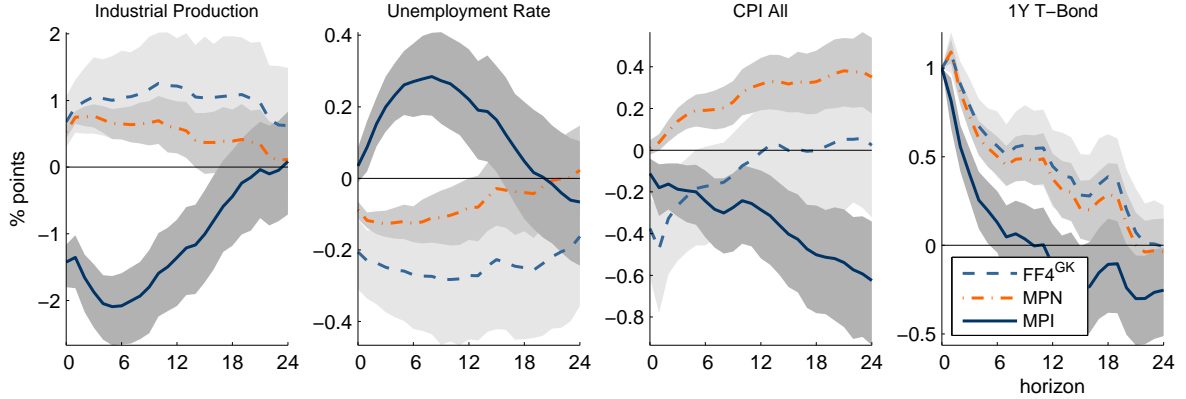 Industrial Production
Unemployment Rate
CPI All
1Y T−Bond
% points
2
1
0
−1
−2
0 6 12 18 24
0.4
0.2
0
−0.2
−0.4
0 6 12 18 24
0.4
0.2
0
−0.2
−0.4
−0.6
−0.8
0 6 12 18 24
1
0.5
0
−0.5
0 6 12 18 24
FF4^GK
MPN
MPI
horizon